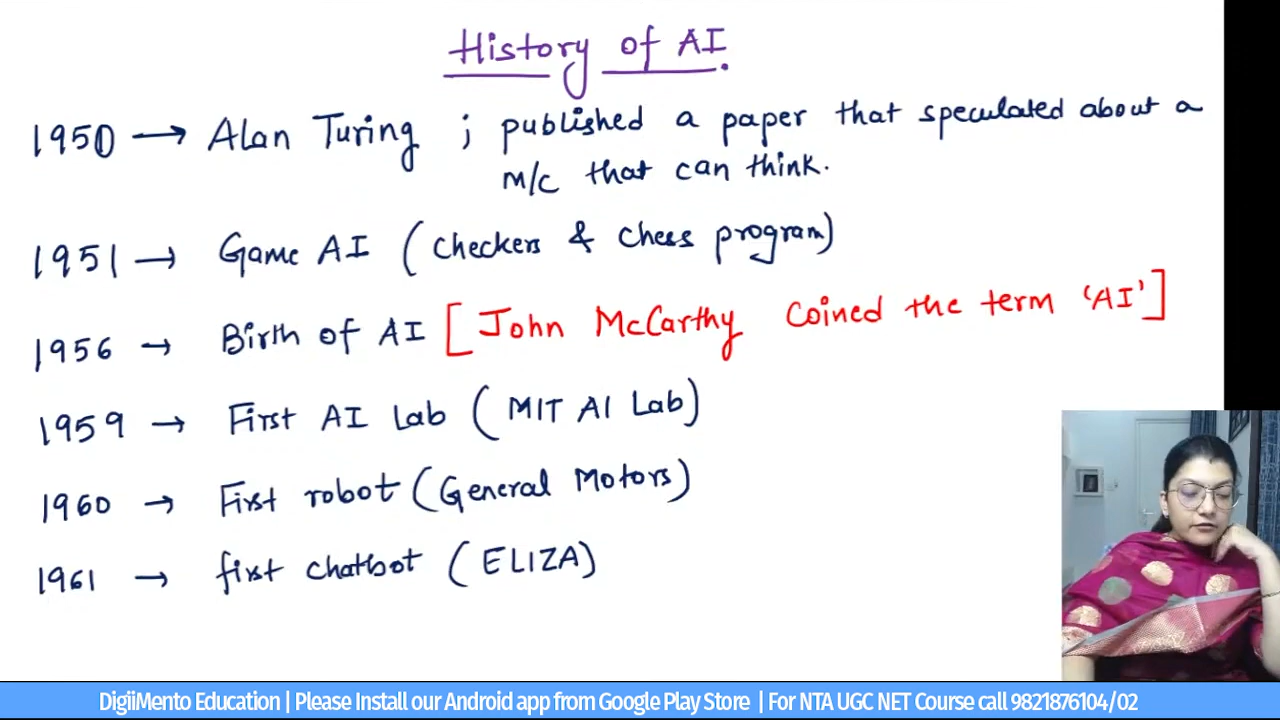 History of AI.
1950 → Alan Turing ; published a paper that speculated about a
m/c that can think.
1951 → Game AI (Checkers & Chess program)
1956 → Birth of AI [John McCarthy Coined the term 'AI']
1959 → First AI Lab (MIT AI Lab)
1960 → First robot (General Motors)
1961 → first chatbot (ELIZA)
DigiiMento Education | Please Install our Android app from Google Play Store | For NTA UGC NET Course call 9821876104/02